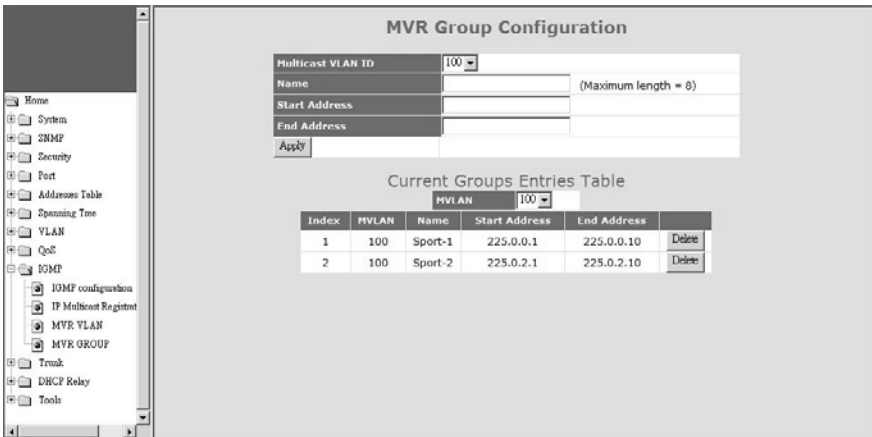 Home
System
SNMP
Security
Port
Addresses Table
Spanning Tree
VLAN
QoS
IGMP
IGMP configuration
IP Multicast Registrat
MVR VLAN
MVR GROUP
Trunk
DHCP Relay
Tools
MVR Group Configuration
Multicast VLAN ID 100
Name (Maximum length = 8)
Start Address
End Address
Apply
Current Groups Entries Table
MVLAN 100
Index MVLAN Name Start Address End Address
1 100 Sport-1 225.0.0.1 225.0.0.10 Delete
2 100 Sport-2 225.0.2.1 225.0.2.10 Delete